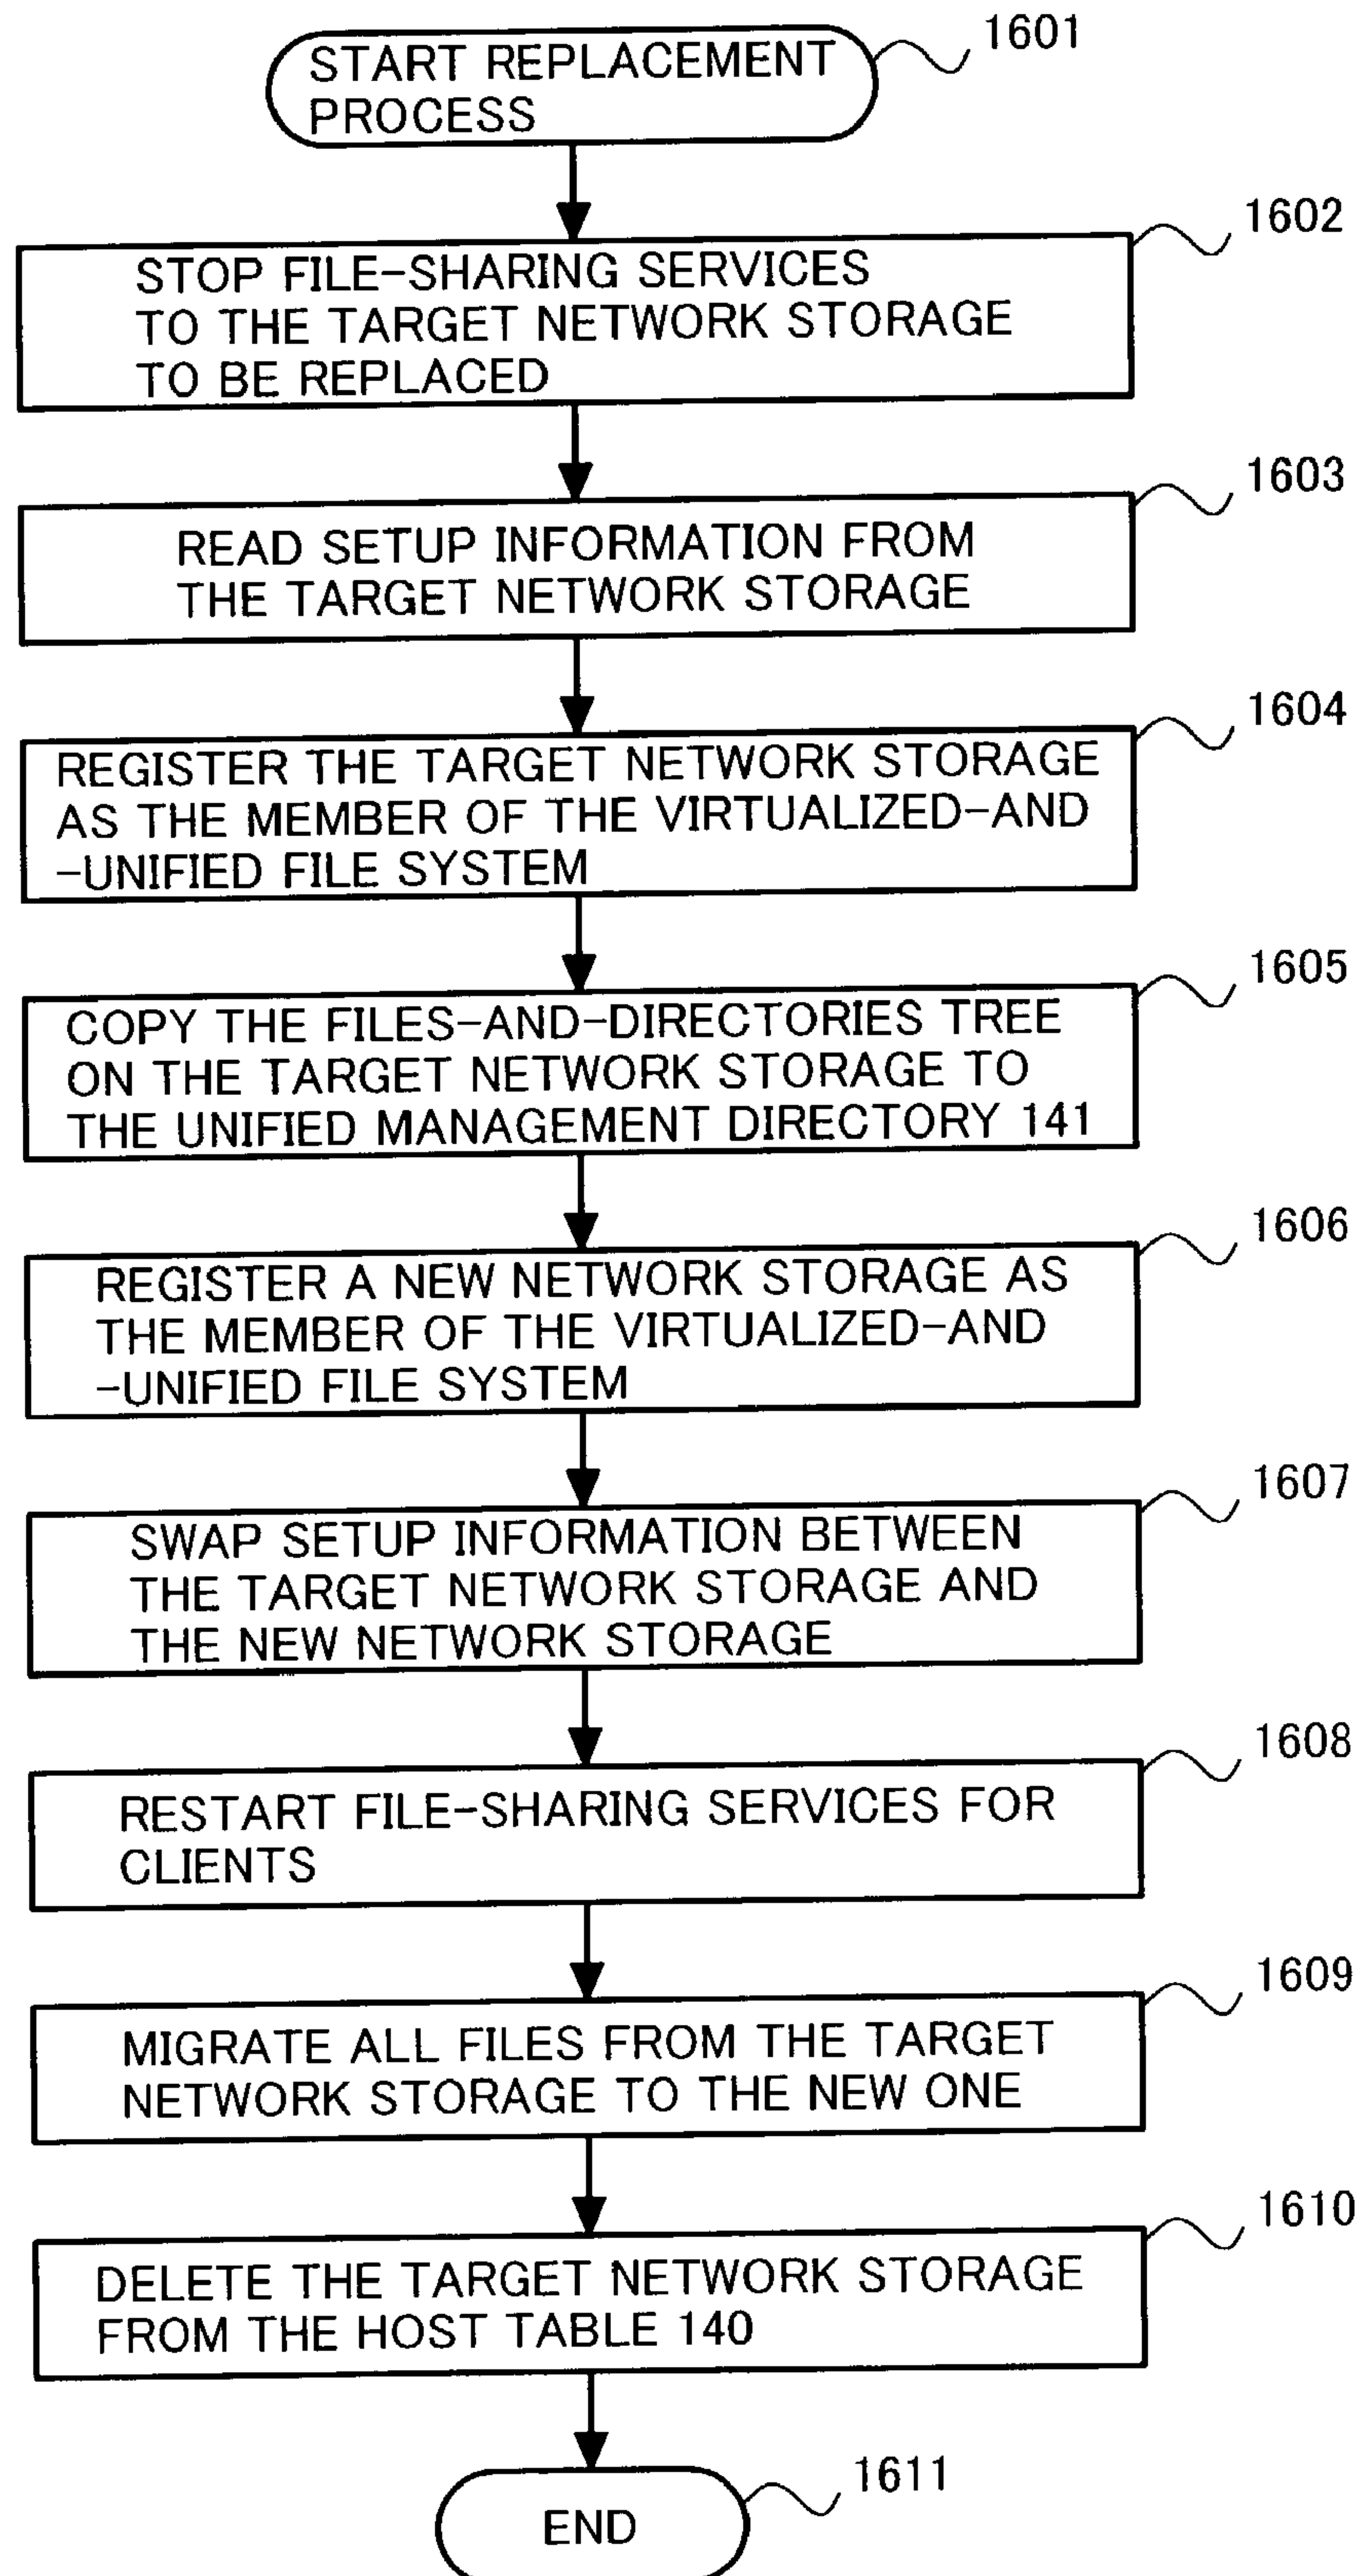 START REPLACEMENT
PROCESS
1601
1602
STOP FILE-SHARING SERVICES
TO THE TARGET NETWORK STORAGE
TO BE REPLACED
1603
READ SETUP INFORMATION FROM
THE TARGET NETWORK STORAGE
1604
REGISTER THE TARGET NETWORK STORAGE
AS THE MEMBER OF THE VIRTUALIZED-AND
-UNIFIED FILE SYSTEM
1605
COPY THE FILES-AND-DIRECTORIES TREE
ON THE TARGET NETWORK STORAGE TO
THE UNIFIED MANAGEMENT DIRECTORY 141
1606
REGISTER A NEW NETWORK STORAGE AS
THE MEMBER OF THE VIRTUALIZED-AND
-UNIFIED FILE SYSTEM
1607
SWAP SETUP INFORMATION BETWEEN
THE TARGET NETWORK STORAGE AND
THE NEW NETWORK STORAGE
1608
RESTART FILE-SHARING SERVICES FOR
CLIENTS
1609
MIGRATE ALL FILES FROM THE TARGET
NETWORK STORAGE TO THE NEW ONE
1610
DELETE THE TARGET NETWORK STORAGE
FROM THE HOST TABLE 140
1611
END